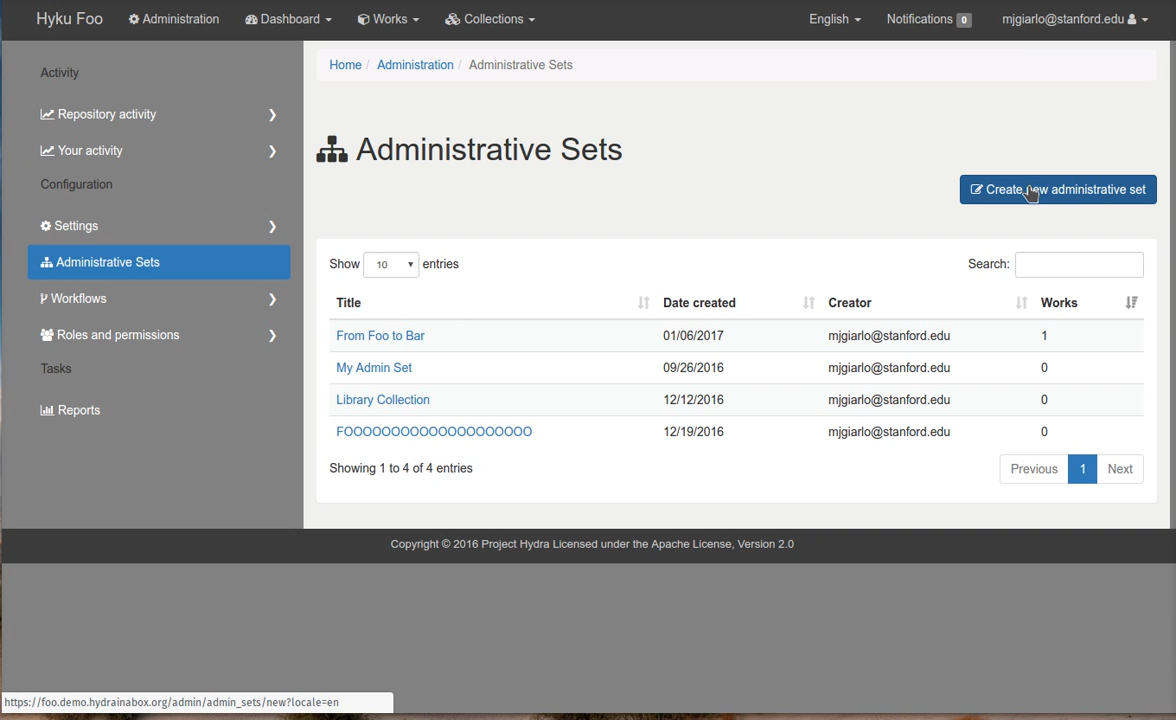 Hyku Foo Administration Dashboard Works Collections English Notifications 0 mjgiarlo@stanford.edu
Activity
Repository activity
Your activity
Configuration
Settings
Administrative Sets
Workflows
Roles and permissions
Tasks
Reports
Home / Administration / Administrative Sets
Administrative Sets
Create new administrative set
Show 10 entries Search:
Title Date created Creator Works
From Foo to Bar 01/06/2017 mjgiarlo@stanford.edu 1
My Admin Set 09/26/2016 mjgiarlo@stanford.edu 0
Library Collection 12/12/2016 mjgiarlo@stanford.edu 0
FOOOOOOOOOOOOOOOOOOOO 12/19/2016 mjgiarlo@stanford.edu 0
Showing 1 to 4 of 4 entries Previous 1 Next
Copyright © 2016 Project Hydra Licensed under the Apache License, Version 2.0
https://foo.demo.hydrainabox.org/admin/admin_sets/new?locale=en